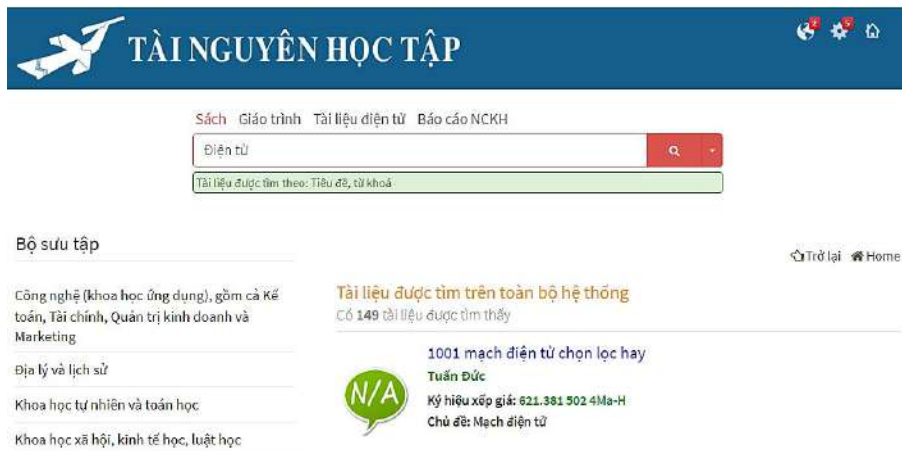 TÀI NGUYÊN HỌC TẬP
2
5
Sách Giáo trình Tài liệu điện tử Báo cáo NCKH
Điện tử
Tài liệu được tìm theo: Tiêu đề, từ khoá
Bộ sưu tập
Trở lại Home
Công nghệ (khoa học ứng dụng), gồm cả Kế
toán, Tài chính, Quản trị kinh doanh và
Marketing
Địa lý và lịch sử
Khoa học tự nhiên và toán học
Khoa học xã hội, kinh tế học, luật học
Tài liệu được tìm trên toàn bộ hệ thống
Có 149 tài liệu được tìm thấy
N/A
1001 mạch điện tử chọn lọc hay
Tuấn Đức
Ký hiệu xếp giá: 621.381 502 4Ma-H
Chủ đề: Mạch điện tử